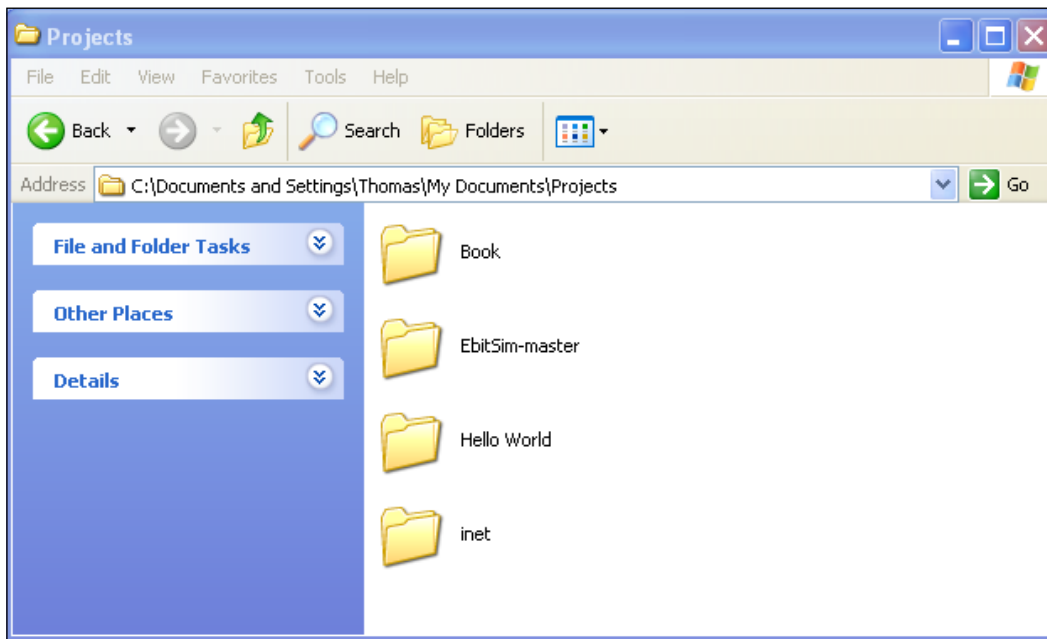 Projects
File Edit View Favorites Tools Help
Back Search Folders
Address C:\Documents and Settings\Thomas\My Documents\Projects Go
File and Folder Tasks
Other Places
Details
Book
EbitSim-master
Hello World
inet